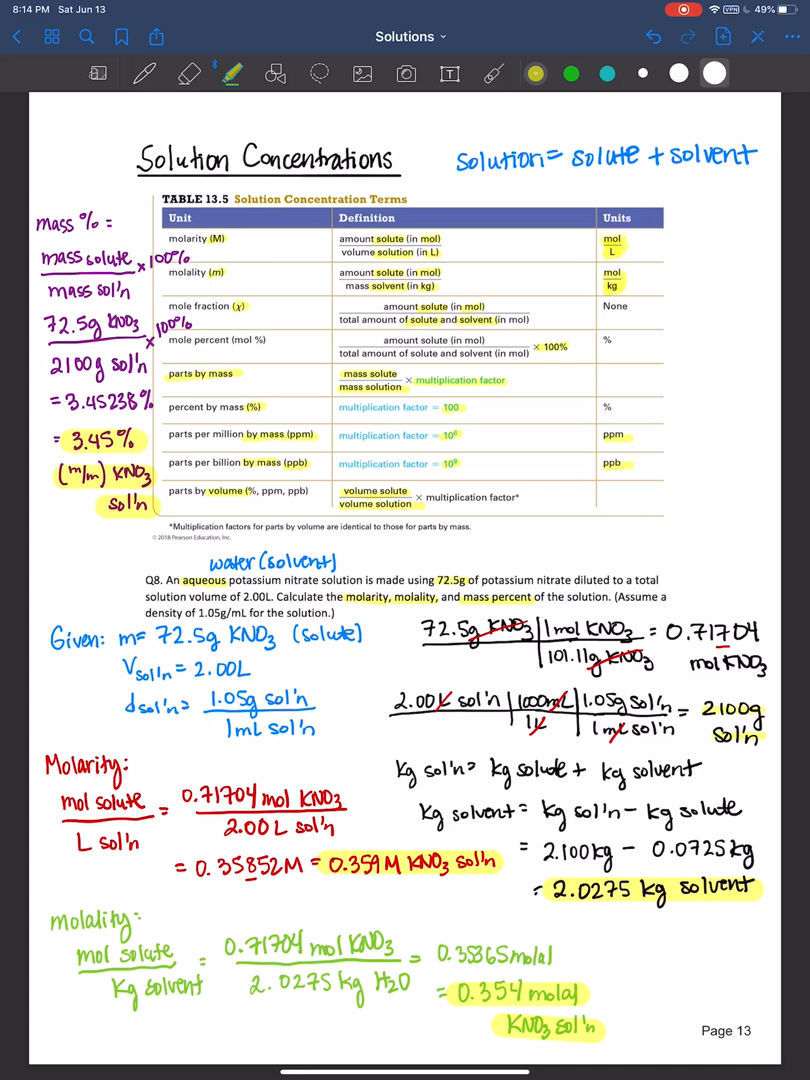 8:14 PM Sat Jun 13
VPN 49%
Solutions
Solution Concentrations
Solution = solute + solvent
TABLE 13.5 Solution Concentration Terms
Unit Definition Units
molarity (M) amount solute (in mol) / volume solution (in L) mol / L
molality (m) amount solute (in mol) / mass solvent (in kg) mol / kg
mole fraction (χ) amount solute (in mol) / total amount of solute and solvent (in mol) None
mole percent (mol %) amount solute (in mol) / total amount of solute and solvent (in mol) × 100% %
parts by mass mass solute / mass solution × multiplication factor
percent by mass (%) multiplication factor = 100 %
parts per million by mass (ppm) multiplication factor = 10⁶ ppm
parts per billion by mass (ppb) multiplication factor = 10⁹ ppb
parts by volume (%, ppm, ppb) volume solute / volume solution × multiplication factor*
*Multiplication factors for parts by volume are identical to those for parts by mass.
© 2018 Pearson Education, Inc.
mass % =
mass solute / mass sol'n × 100%
72.5g KNO₃ / 2100g sol'n × 100%
= 3.45238%
= 3.45%
(m/m) KNO₃
sol'n
water (solvent)
Q8. An aqueous potassium nitrate solution is made using 72.5g of potassium nitrate diluted to a total
solution volume of 2.00L. Calculate the molarity, molality, and mass percent of the solution. (Assume a
density of 1.05g/mL for the solution.)
Given: m= 72.5g KNO₃ (solute)
Vsol'n = 2.00L
dsol'n = 1.05g sol'n / 1mL sol'n
72.5g KNO₃ | 1mol KNO₃ / 101.11g KNO₃ = 0.71704
mol KNO₃
2.00L sol'n | 1000mL / 1L | 1.05g sol'n / 1mL sol'n = 2100g
sol'n
Kg sol'n = kg solute + kg solvent
Kg solvent = kg sol'n − kg solute
= 2.100kg − 0.0725kg
= 2.0275 kg solvent
Molarity:
mol solute / L sol'n = 0.71704 mol KNO₃ / 2.00L sol'n
= 0.35852M = 0.359M KNO₃ sol'n
Molality:
mol solute / Kg solvent = 0.71704 mol KNO₃ / 2.0275 kg H₂O = 0.35365 molal
= 0.354 molal
KNO₃ sol'n
Page 13